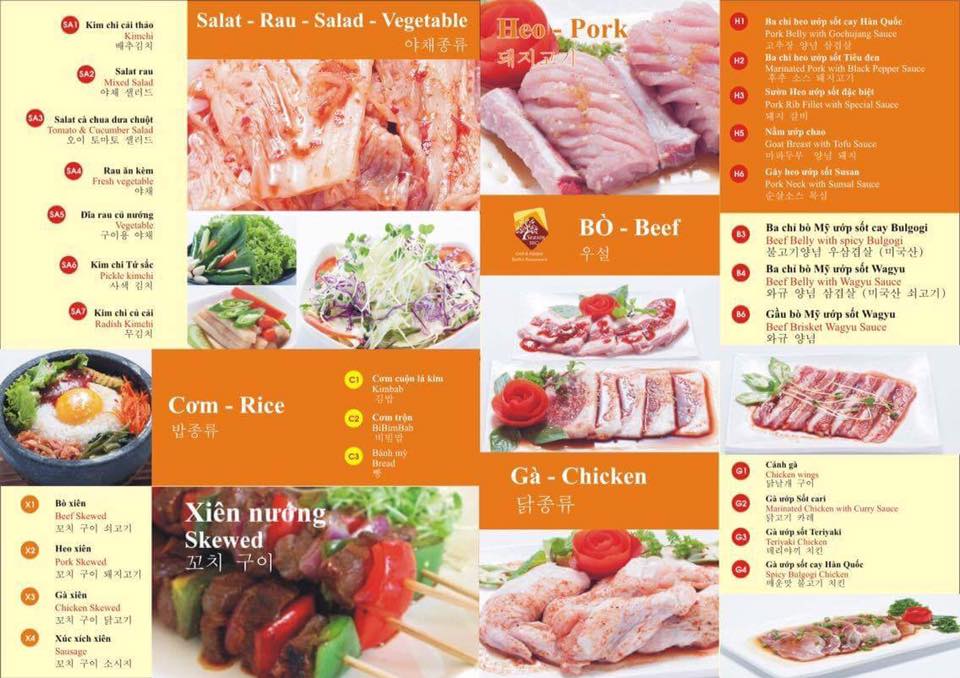 SA1 Kim chi cải thảo
Kimchi
배추김치
SA2 Salat rau
Mixed Salad
야채 샐러드
SA3 Salat cà chua dưa chuột
Tomato & Cucumber Salad
오이 토마토 샐러드
SA4 Rau ăn kèm
Fresh vegetable
야채
SA5 Đĩa rau củ nướng
Vegetable
구이용 야채
SA6 Kim chi Tứ sắc
Pickle kimchi
사색 김치
SA7 Kim chi củ cải
Radish Kimchi
무김치
Salat - Rau - Salad - Vegetable
야채종류
Cơm - Rice
밥종류
C1 Cơm cuộn lá kim
Kimbab
김밥
C2 Cơm trộn
BiBimBab
비빔밥
C3 Bánh mỳ
Bread
빵
X1 Bò xiên
Beef Skewed
꼬치 구이 쇠고기
X2 Heo xiên
Pork Skewed
꼬치 구이 돼지고기
X3 Gà xiên
Chicken Skewed
꼬치 구이 닭고기
X4 Xúc xích xiên
Sausage
꼬치 구이 소시지
Xiên nướng
Skewed
꼬치 구이
Heo - Pork
돼지고기
H1 Ba chỉ heo ướp sốt cay Hàn Quốc
Pork Belly with Gochujang Sauce
고추장 양념 삼겹살
H2 Ba chỉ heo ướp sốt Tiêu đen
Marinated Pork with Black Pepper Sauce
후추 소스 돼지고기
H3 Sườn Heo ướp sốt đặc biệt
Pork Rib Fillet with Special Sauce
돼지 갈비
H5 Nầm ướp chao
Goat Breast with Tofu Sauce
마파두부 양념 돼지
H6 Gáy heo ướp sốt Susan
Pork Neck with Sunsal Sauce
순살소스 목심
Seasons
BBQ
BÒ - Beef
우설
B3 Ba chỉ bò Mỹ ướp sốt cay Bulgogi
Beef Belly with spicy Bulgogi
불고기양념 우삼겹살 (미국산)
B4 Ba chỉ bò Mỹ ướp sốt Wagyu
Beef Belly with Wagyu Sauce
와규 양념 삼겹살 (미국산 쇠고기)
B6 Gầu bò Mỹ ướp sốt Wagyu
Beef Brisket Wagyu Sauce
와규 양념
Gà - Chicken
닭종류
G1 Cánh gà
Chicken wings
닭날개 구이
G2 Gà ướp Sốt cari
Marinated Chicken with Curry Sauce
닭고기 카레
G3 Gà ướp sốt Teriyaki
Teriyaki Chicken
데리야끼 치킨
G4 Gà ướp sốt cay Hàn Quốc
Spicy Bulgogi Chicken
매운맛 불고기 치킨